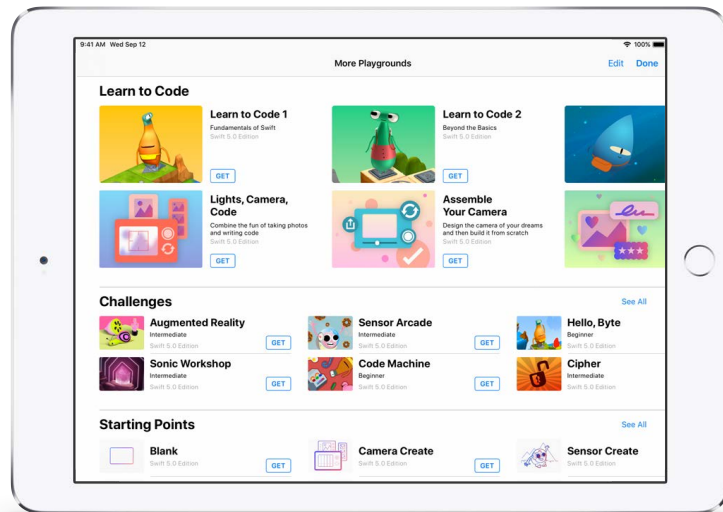 9:41 AM Wed Sep 12
100%
More Playgrounds
Edit Done
Learn to Code
Learn to Code 1
Fundamentals of Swift
Swift 5.0 Edition
GET
Learn to Code 2
Beyond the Basics
Swift 5.0 Edition
GET
Lights, Camera,
Code
Combine the fun of taking photos
and writing code
Swift 5.0 Edition
GET
Assemble
Your Camera
Design the camera of your dreams
and then build it from scratch
Swift 5.0 Edition
GET
Challenges
See All
Augmented Reality
Intermediate
Swift 5.0 Edition
GET
Sensor Arcade
Intermediate
Swift 5.0 Edition
GET
Hello, Byte
Beginner
Swift 5.0 Edition
Sonic Workshop
Intermediate
Swift 5.0 Edition
GET
Code Machine
Beginner
Swift 5.0 Edition
GET
Cipher
Intermediate
Swift 5.0 Edition
Starting Points
See All
Blank
Swift 5.0 Edition
GET
Camera Create
Swift 5.0 Edition
GET
Sensor Create
Swift 5.0 Edition